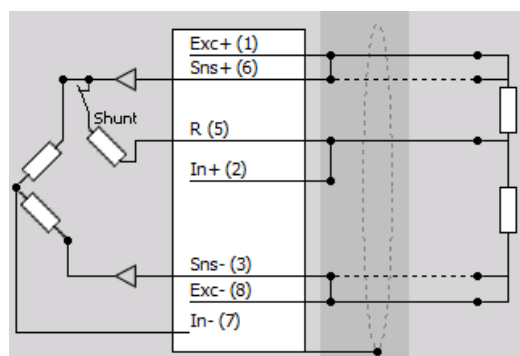 Exc+ (1)
Sns+ (6)
Shunt
R (5)
In+ (2)
Sns- (3)
Exc- (8)
In- (7)